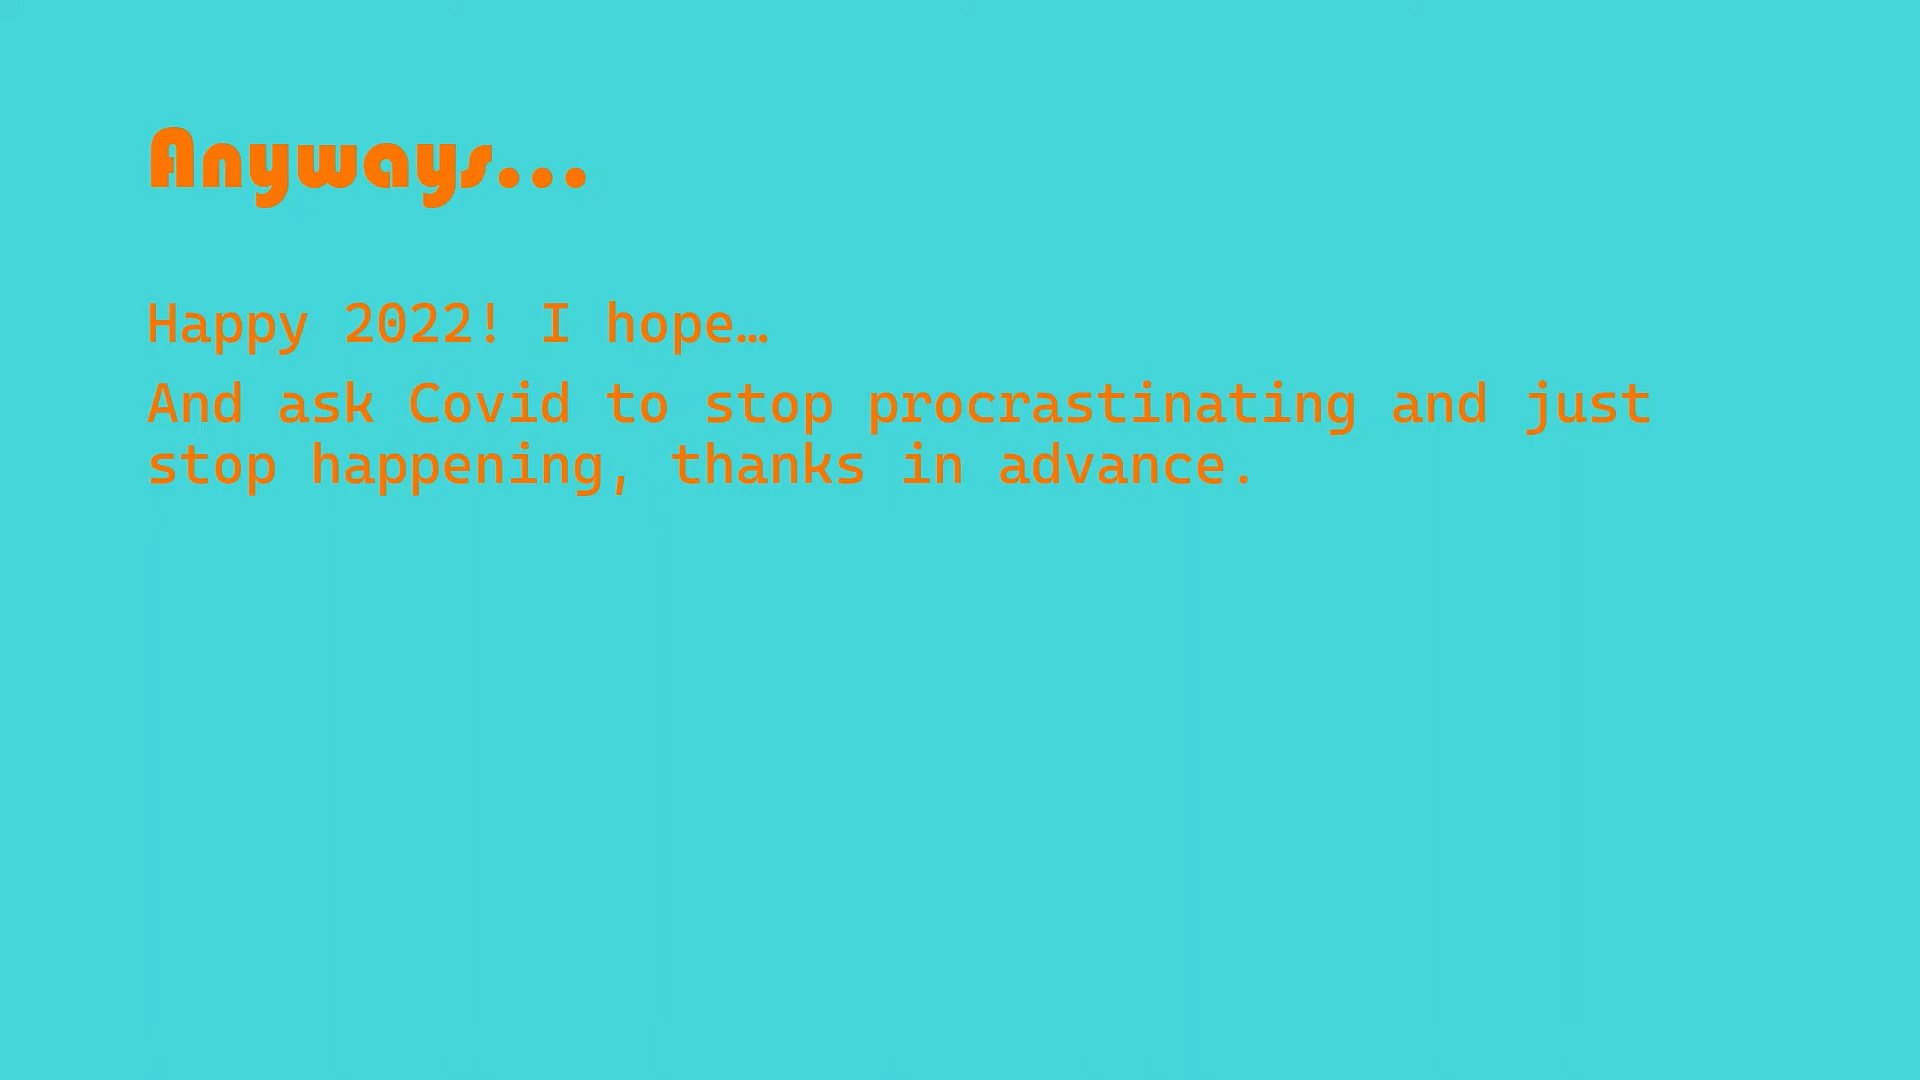 Anyways...
Happy 2022! I hope…
And ask Covid to stop procrastinating and just
stop happening, thanks in advance.